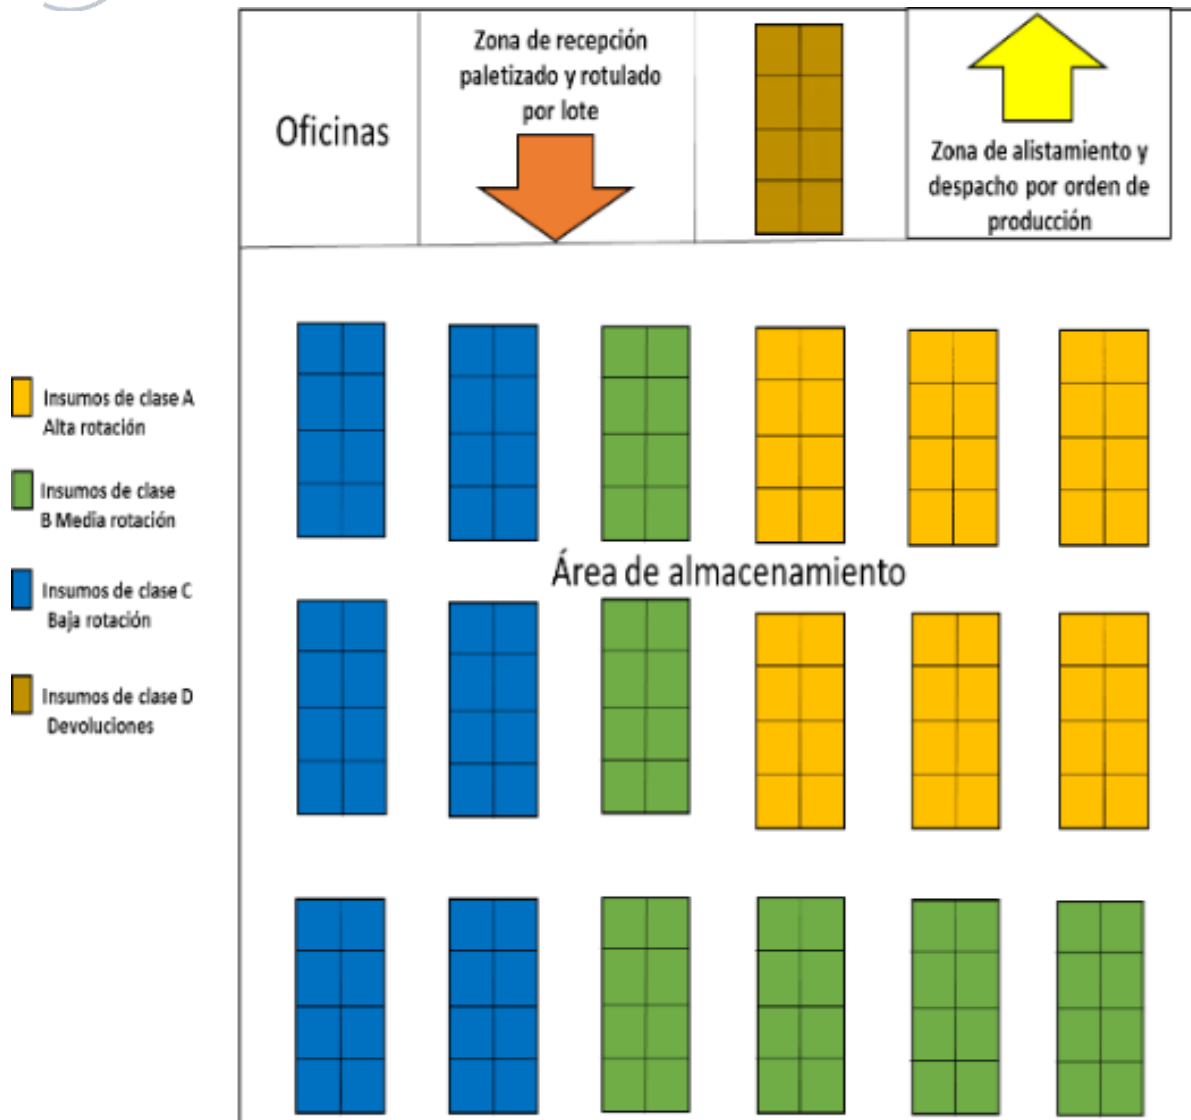 Oficinas
Zona de recepción
paletizado y rotulado
por lote
Zona de alistamiento y
despacho por orden de
producción
Insumos de clase A
Alta rotación
Insumos de clase
B Media rotación
Insumos de clase C
Baja rotación
Insumos de clase D
Devoluciones
Área de almacenamiento